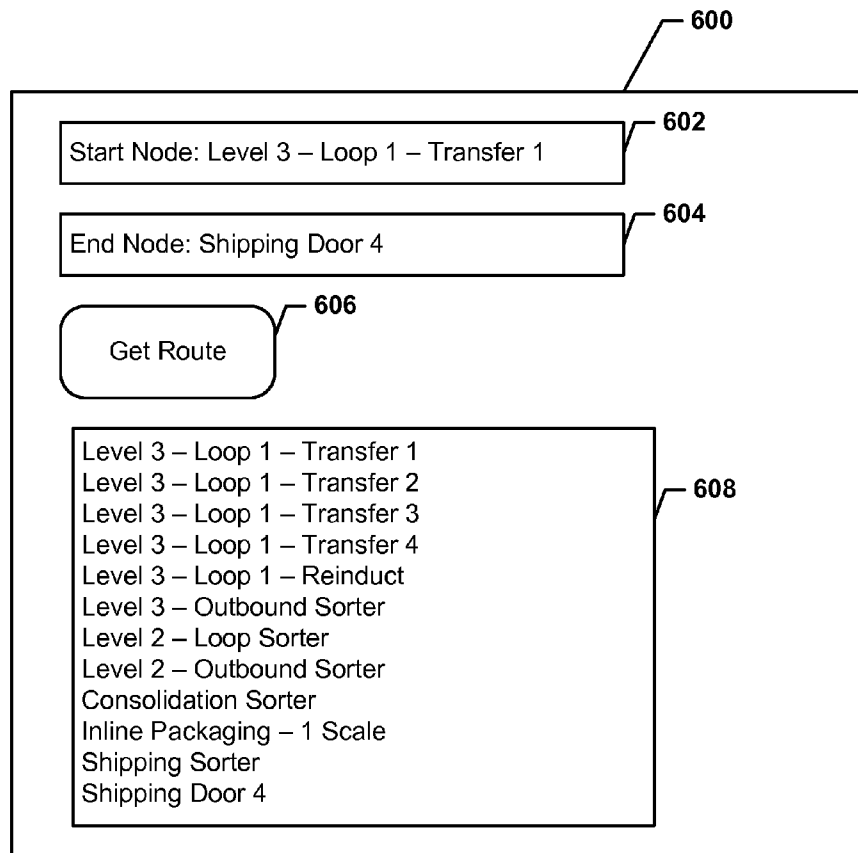 600
602
Start Node: Level 3 – Loop 1 – Transfer 1
604
End Node: Shipping Door 4
606
Get Route
Level 3 – Loop 1 – Transfer 1
Level 3 – Loop 1 – Transfer 2
Level 3 – Loop 1 – Transfer 3
Level 3 – Loop 1 – Transfer 4
Level 3 – Loop 1 – Reinduct
Level 3 – Outbound Sorter
Level 2 – Loop Sorter
Level 2 – Outbound Sorter
Consolidation Sorter
Inline Packaging – 1 Scale
Shipping Sorter
Shipping Door 4
608